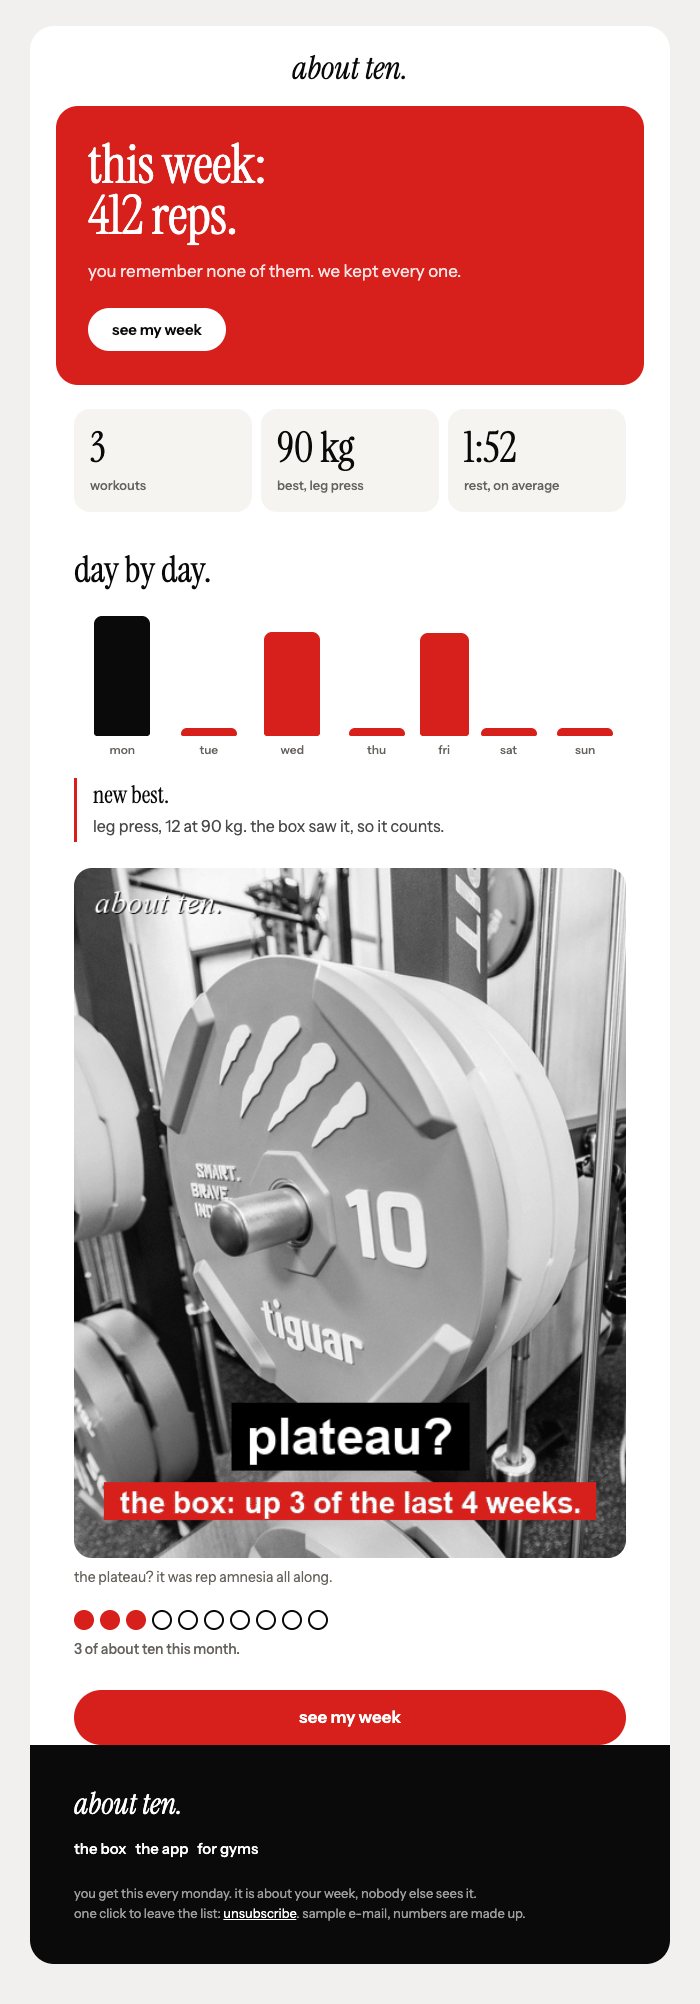 about ten.
this week:
412 reps.
you remember none of them. we kept every one.
see my week
3
workouts
90 kg
best, leg press
1:52
rest, on average
day by day.
mon tue wed thu fri sat sun
new best.
leg press, 12 at 90 kg. the box saw it, so it counts.
about ten.
SMART.
BRAVE
10
tiguar
plateau?
the box: up 3 of the last 4 weeks.
the plateau? it was rep amnesia all along.
3 of about ten this month.
see my week
about ten.
the box the app for gyms
you get this every monday. it is about your week, nobody else sees it.
one click to leave the list: unsubscribe. sample e-mail, numbers are made up.